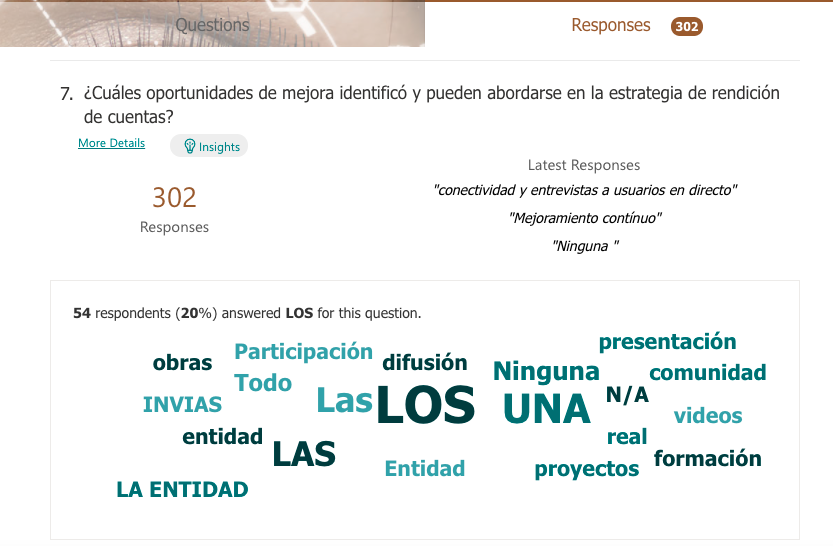 Questions
Responses 302
7. ¿Cuáles oportunidades de mejora identificó y pueden abordarse en la estrategia de rendición
de cuentas?
More Details
Insights
302
Responses
Latest Responses
"conectividad y entrevistas a usuarios en directo"
"Mejoramiento contínuo"
"Ninguna "
54 respondents (20%) answered LOS for this question.
obras
Participación
difusión
presentación
Todo
Ninguna
comunidad
INVIAS
Las
LOS
UNA
N/A
videos
entidad
LAS
real
Entidad
proyectos
formación
LA ENTIDAD